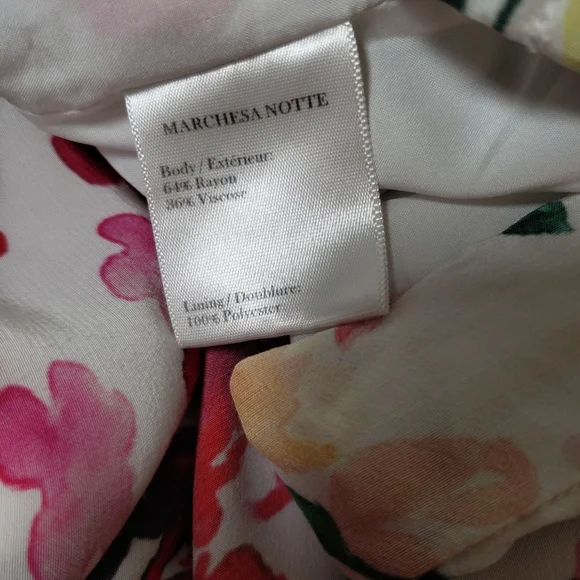 MARCHESA NOTTE
Body / Extérieur:
64% Rayon
36% Viscose
Lining / Doublure:
100% Polyester